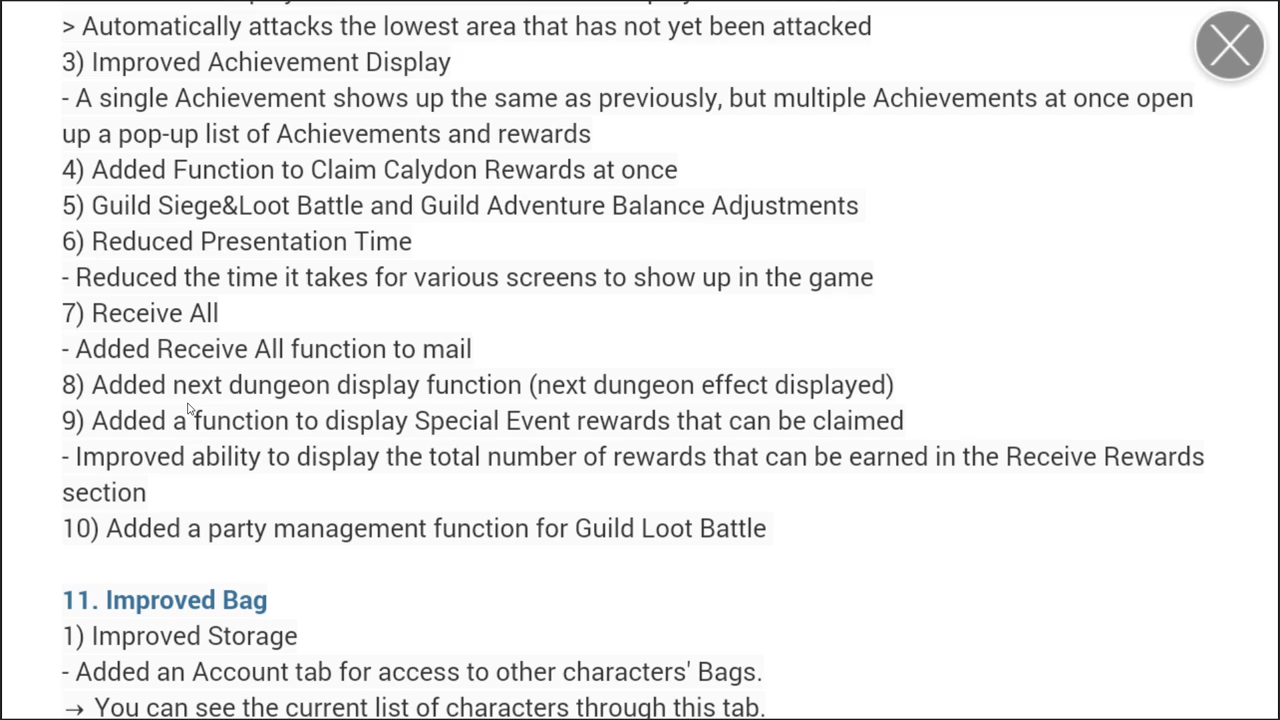 > Automatically attacks the lowest area that has not yet been attacked
3) Improved Achievement Display
- A single Achievement shows up the same as previously, but multiple Achievements at once open
up a pop-up list of Achievements and rewards
4) Added Function to Claim Calydon Rewards at once
5) Guild Siege&Loot Battle and Guild Adventure Balance Adjustments
6) Reduced Presentation Time
- Reduced the time it takes for various screens to show up in the game
7) Receive All
- Added Receive All function to mail
8) Added next dungeon display function (next dungeon effect displayed)
9) Added a function to display Special Event rewards that can be claimed
- Improved ability to display the total number of rewards that can be earned in the Receive Rewards
section
10) Added a party management function for Guild Loot Battle
11. Improved Bag
1) Improved Storage
- Added an Account tab for access to other characters' Bags.
→ You can see the current list of characters through this tab.